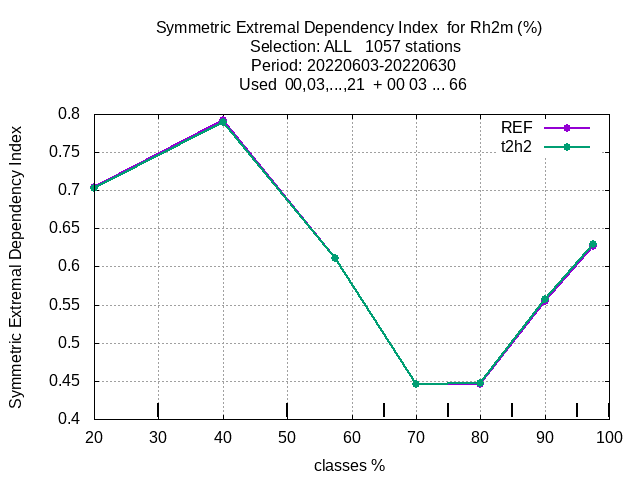 Symmetric Extremal Dependency Index  for Rh2m (%)
Selection: ALL   1057 stations
Period: 20220603-20220630
Used  00,03,...,21  + 00 03 ... 66
REF
t2h2
Symmetric Extremal Dependency Index
0.8
0.75
0.7
0.65
0.6
0.55
0.5
0.45
0.4
20 30 40 50 60 70 80 90 100
classes %